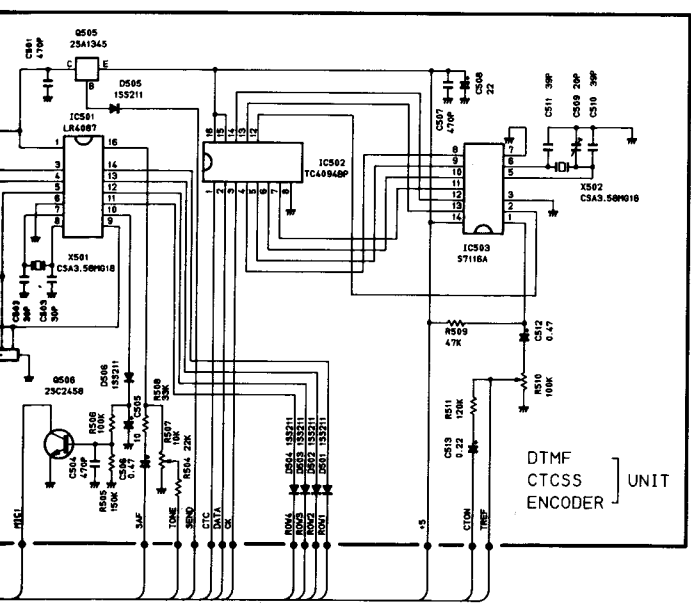 Q505
2SA1345
C501
470P
C
E
B
D505
1SS211
IC501
LR4087
1
3
4
5
6
7
8
16
14
13
12
11
10
9
X501
CSA3.58MG18
C503
30P
16
15
14
13
12
IC502
TC4094BP
1
2
3
4
5
6
7
8
C507
470P
C508
22
8
9
10
11
12
13
14
7
6
5
3
2
1
IC503
S7116A
C511 39P
C509 20P
C510 39P
X502
CSA3.58MG18
R509
47K
C512
0.47
R510
100K
R511
120K
C513
0.22
Q506
2SC2458
D506
1SS211
R506
100K
C505
10
R508
33K
R507
10K
R504 22K
C504
470P
R505
150K
C506
0.47
D504 1SS211
D503 1SS211
D502 1SS211
D501 1SS211
DTMF
CTCSS
ENCODER
UNIT
MIC1
SAF
TONE
SEND
CTC
DATA
CK
ROW4
ROW3
ROW2
ROW1
+5
CTON
TREF